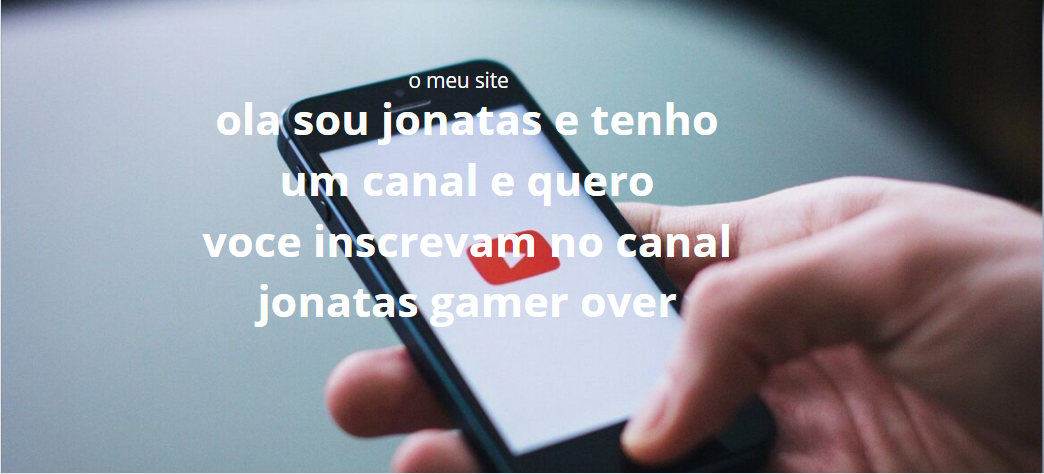 o meu site
ola sou jonatas e tenho
um canal e quero
voce inscrevam no canal
jonatas gamer over